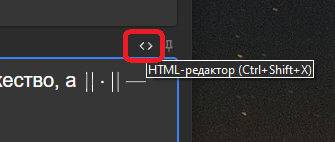 <>
HTML-редактор (Ctrl+Shift+X)
жество, а || · || —